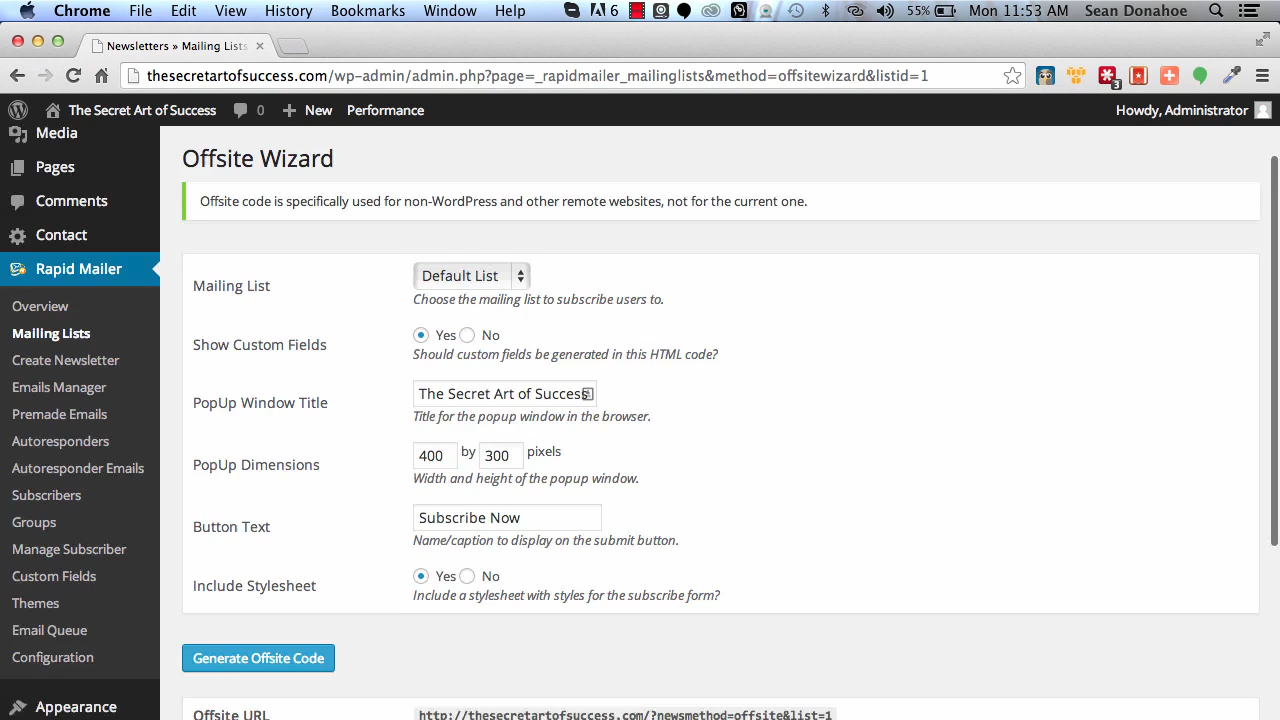 Chrome File Edit View History Bookmarks Window Help 6 55% Mon 11:53 AM Sean Donahoe
Newsletters » Mailing Lists
thesecretartofsuccess.com/wp-admin/admin.php?page=_rapidmailer_mailinglists&method=offsitewizard&listid=1 3
The Secret Art of Success 0 New Performance Howdy, Administrator
Media
Pages
Comments
Contact
Rapid Mailer
Overview
Mailing Lists
Create Newsletter
Emails Manager
Premade Emails
Autoresponders
Autoresponder Emails
Subscribers
Groups
Manage Subscriber
Custom Fields
Themes
Email Queue
Configuration
Appearance
Offsite Wizard
Offsite code is specifically used for non-WordPress and other remote websites, not for the current one.
Mailing List Default List
Choose the mailing list to subscribe users to.
Show Custom Fields Yes No
Should custom fields be generated in this HTML code?
PopUp Window Title The Secret Art of Success
Title for the popup window in the browser.
PopUp Dimensions 400 by 300 pixels
Width and height of the popup window.
Button Text Subscribe Now
Name/caption to display on the submit button.
Include Stylesheet Yes No
Include a stylesheet with styles for the subscribe form?
Generate Offsite Code
Offsite URL http://thesecretartofsuccess.com/?newsmethod=offsite&list=1